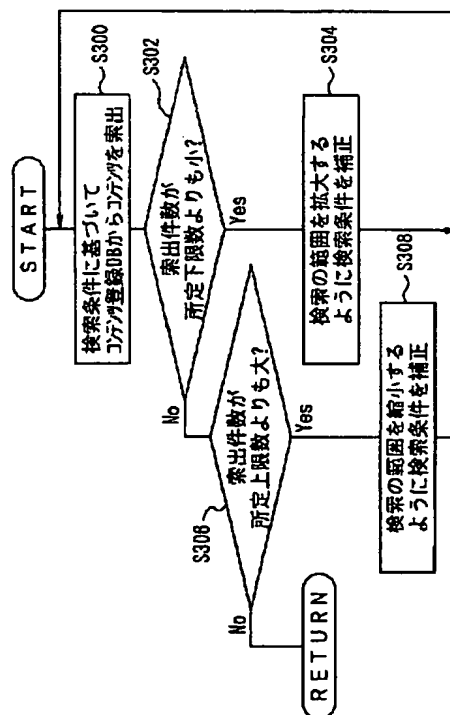 START
S300
検索条件に基づいて
コンテンツ登録DBからコンテンツを索出
S302
索出件数が
所定下限数よりも小?
Yes
No
S304
検索の範囲を拡大する
ように検索条件を補正
S306
索出件数が
所定上限数よりも大?
Yes
No
S308
検索の範囲を縮小する
ように検索条件を補正
RETURN